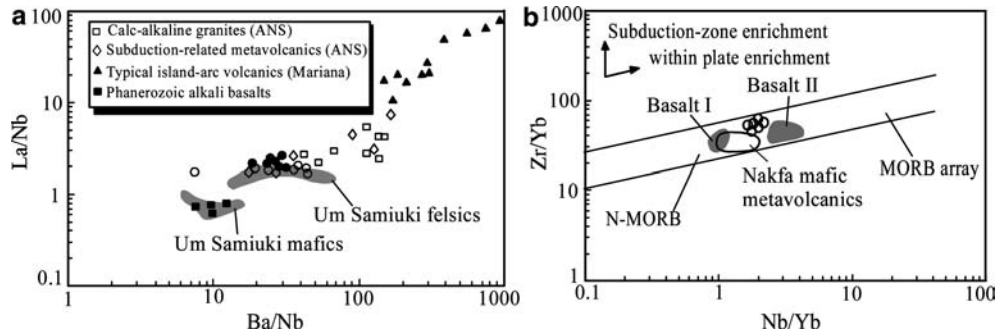 a
100
10
1
0.1
La/Nb
□ Calc-alkaline granites (ANS)
◇ Subduction-related metavolcanics (ANS)
▲ Typical island-arc volcanics (Mariana)
■ Phanerozoic alkali basalts
Um Samiuki felsics
Um Samiuki mafics
1
10
100
1000
Ba/Nb
b
1000
100
10
1
Zr/Yb
Subduction-zone enrichment
within plate enrichment
Basalt I
Basalt II
MORB array
Nakfa mafic
metavolcanics
N-MORB
0.1
1
10
100
Nb/Yb